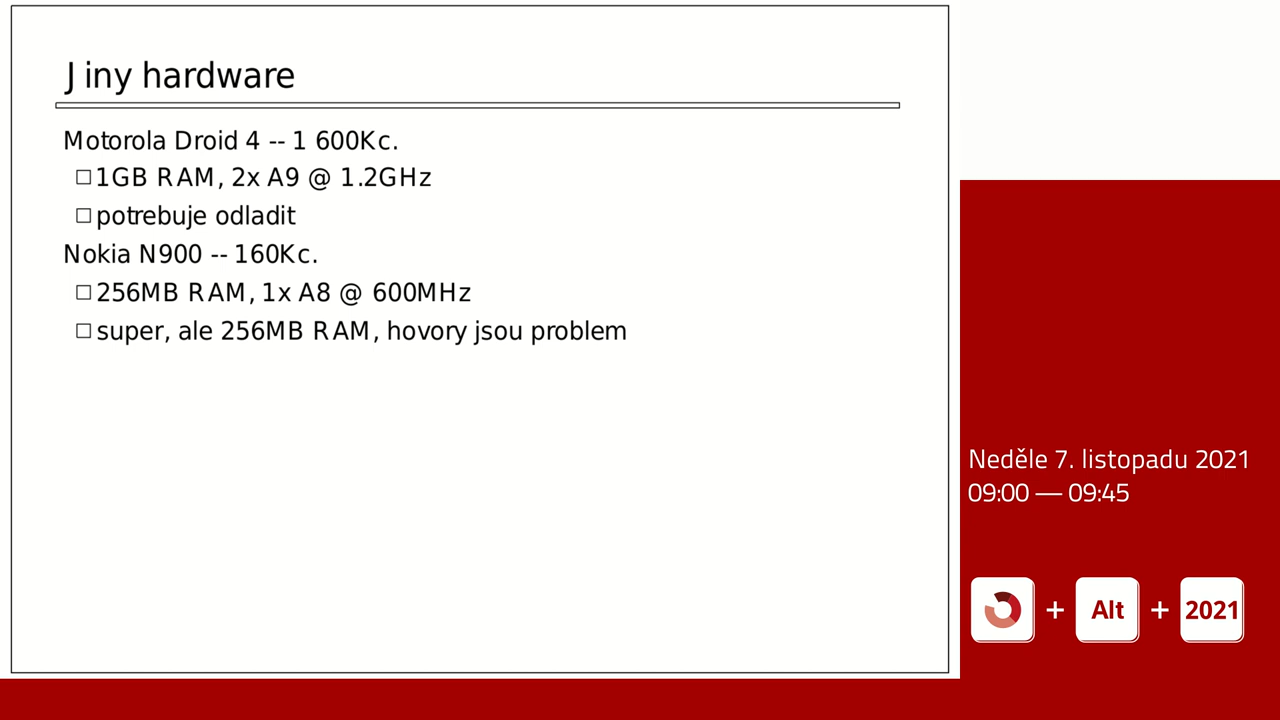 Jiny hardware
Motorola Droid 4 -- 1 600Kc.
1GB RAM, 2x A9 @ 1.2GHz
potrebuje odladit
Nokia N900 -- 160Kc.
256MB RAM, 1x A8 @ 600MHz
super, ale 256MB RAM, hovory jsou problem
Neděle 7. listopadu 2021
09:00 — 09:45
+ Alt + 2021